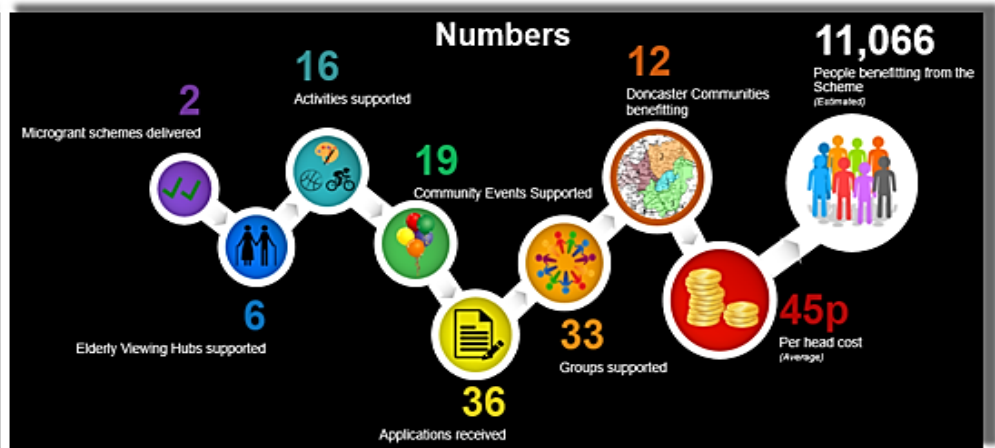 Numbers
2
Microgrant schemes delivered
6
Elderly Viewing Hubs supported
16
Activities supported
19
Community Events Supported
36
Applications received
33
Groups supported
12
Doncaster Communities
benefitting
45p
Per head cost
(Average)
11,066
People benefitting from the
Scheme
(Estimated)